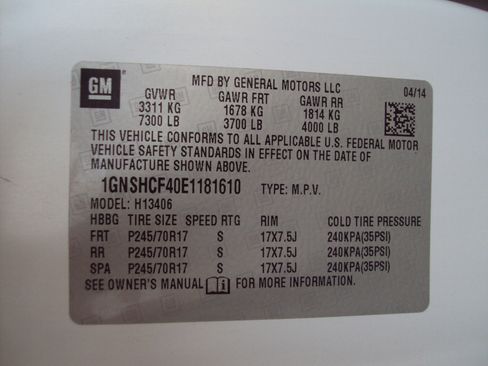 GM
MFD BY GENERAL MOTORS LLC
04/14
GVWR GAWR FRT GAWR RR
3311 KG 1678 KG 1814 KG
7300 LB 3700 LB 4000 LB
THIS VEHICLE CONFORMS TO ALL APPLICABLE U.S. FEDERAL MOTOR
VEHICLE SAFETY STANDARDS IN EFFECT ON THE DATE OF
MANUFACTURE SHOWN ABOVE.
1GNSHCF40E1181610 TYPE: M.P.V.
MODEL: H13406
HBBG TIRE SIZE SPEED RTG RIM COLD TIRE PRESSURE
FRT P245/70R17 S 17X7.5J 240KPA(35PSI)
RR P245/70R17 S 17X7.5J 240KPA(35PSI)
SPA P245/70R17 S 17X7.5J 240KPA(35PSI)
SEE OWNER'S MANUAL FOR MORE INFORMATION.